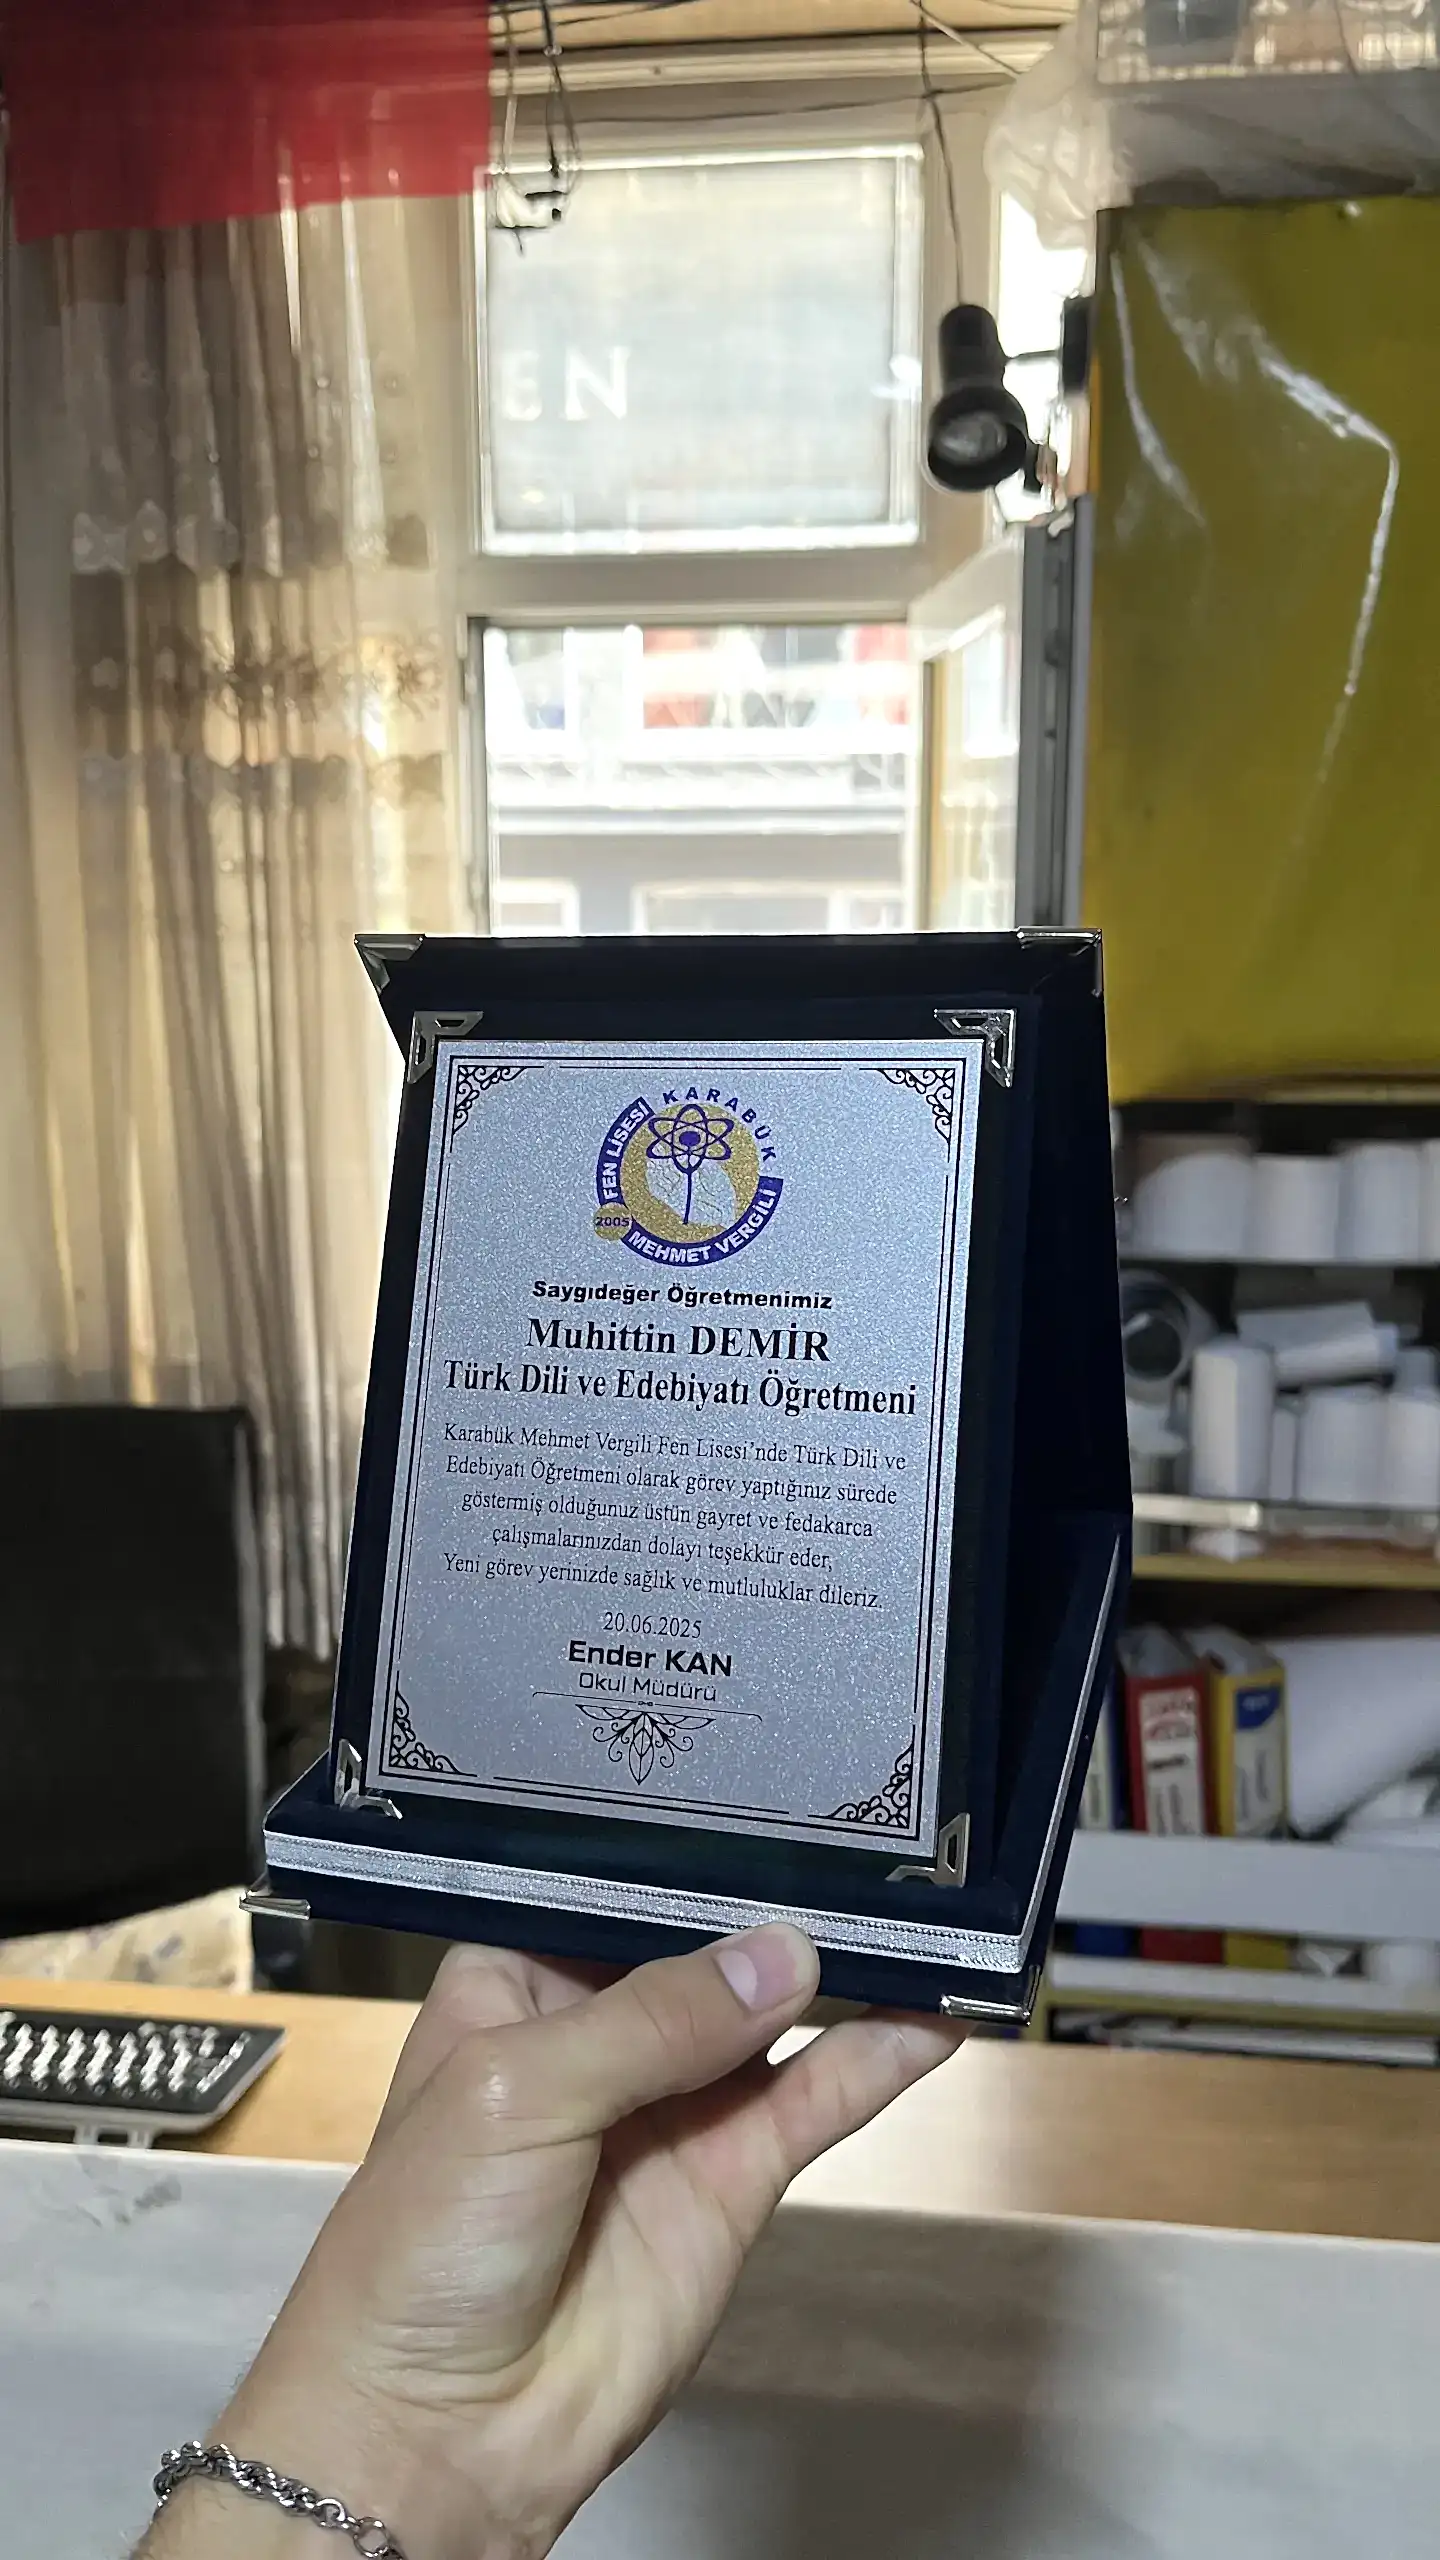 EN
KARABÜK
FEN LİSESİ
2005
MEHMET VERGİLİ
Saygıdeğer Öğretmenimiz
Muhittin DEMİR
Türk Dili ve Edebiyatı Öğretmeni
Karabük Mehmet Vergili Fen Lisesi'nde Türk Dili ve
Edebiyatı Öğretmeni olarak görev yaptığınız sürede
göstermiş olduğunuz üstün gayret ve fedakarca
çalışmalarınızdan dolayı teşekkür eder,
Yeni görev yerinizde sağlık ve mutluluklar dileriz.
20.06.2025
Ender KAN
Okul Müdürü